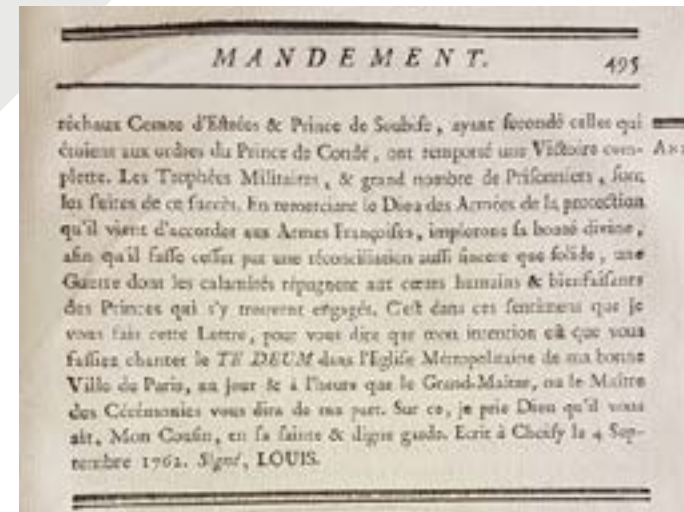 MANDEMENT. 495
réchaux Comte d'Estrées & Prince de Soubise, ayant secondé celles qui
étoient aux ordres du Prince de Condé, ont remporté une Victoire com-
plette. Les Trophées Militaires, & grand nombre de Prisonniers, sont
les suites de ce succès. En remerciant le Dieu des Armées de la protection
qu'il vient d'accorder aux Armes Françoises, implorons sa bonté divine,
afin qu'il fasse cesser par une réconciliation aussi sincere que solide, une
Guerre dont les calamités répugnent aux cœurs humains & bienfaisants
des Princes qui s'y trouvent engagés. C'est dans ces sentimens que je
vous fais cette Lettre, pour vous dire que mon intention est que vous
fassiez chanter le TE DEUM dans l'Eglise Métropolitaine de ma bonne
Ville de Paris, au jour & à l'heure que le Grand-Maître, ou le Maître
des Cérémonies vous dira de ma part. Sur ce, je prie Dieu qu'il vous
ait, Mon Cousin, en sa sainte & digne garde. Ecrit à Choisy le 4 Sep-
tembre 1762. Signé, LOUIS.